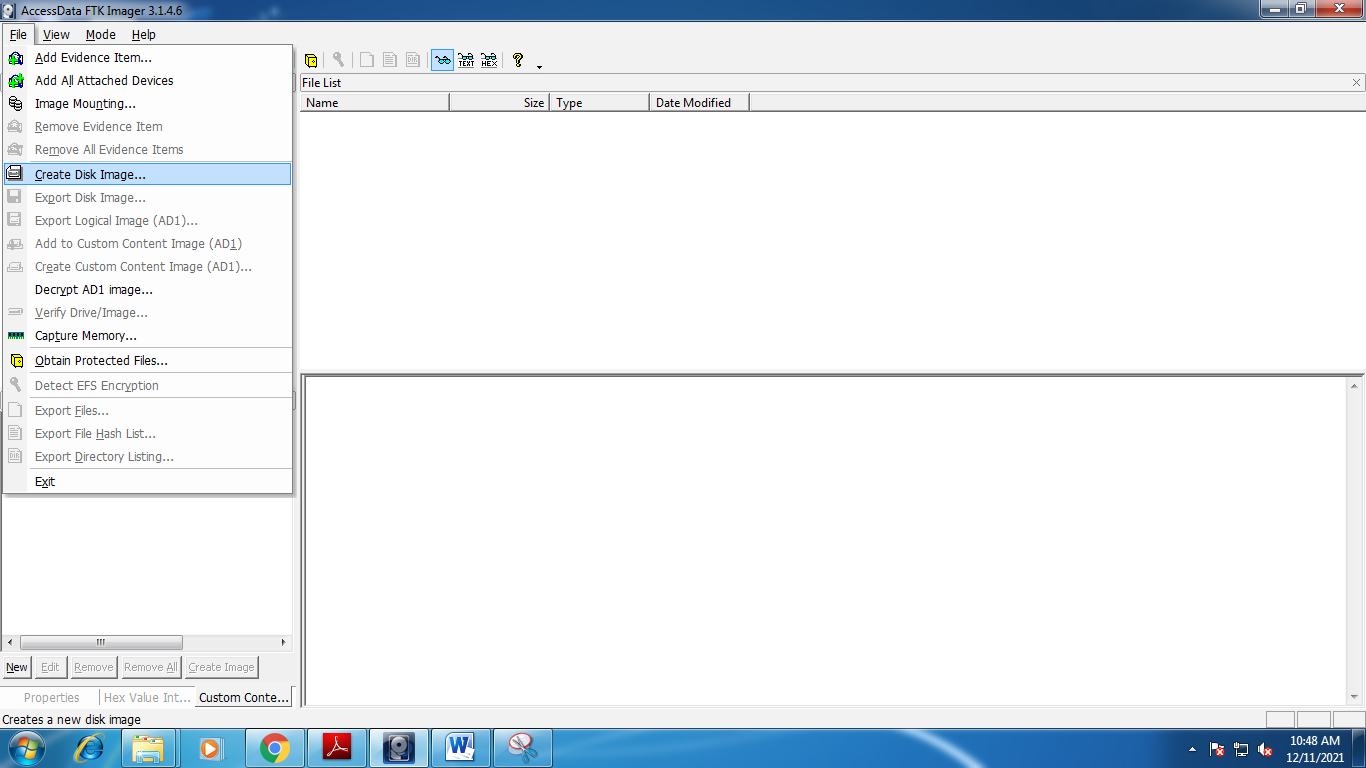 AccessData FTK Imager 3.1.4.6
File View Mode Help
Add Evidence Item...
Add All Attached Devices
Image Mounting...
Remove Evidence Item
Remove All Evidence Items
Create Disk Image...
Export Disk Image...
Export Logical Image (AD1)...
Add to Custom Content Image (AD1)
Create Custom Content Image (AD1)...
Decrypt AD1 image...
Verify Drive/Image...
Capture Memory...
Obtain Protected Files...
Detect EFS Encryption
Export Files...
Export File Hash List...
Export Directory Listing...
Exit
DIR TEXT HEX
File List
Name Size Type Date Modified
New Edit Remove Remove All Create Image
Properties Hex Value Int... Custom Conte...
Creates a new disk image
10:48 AM
12/11/2021